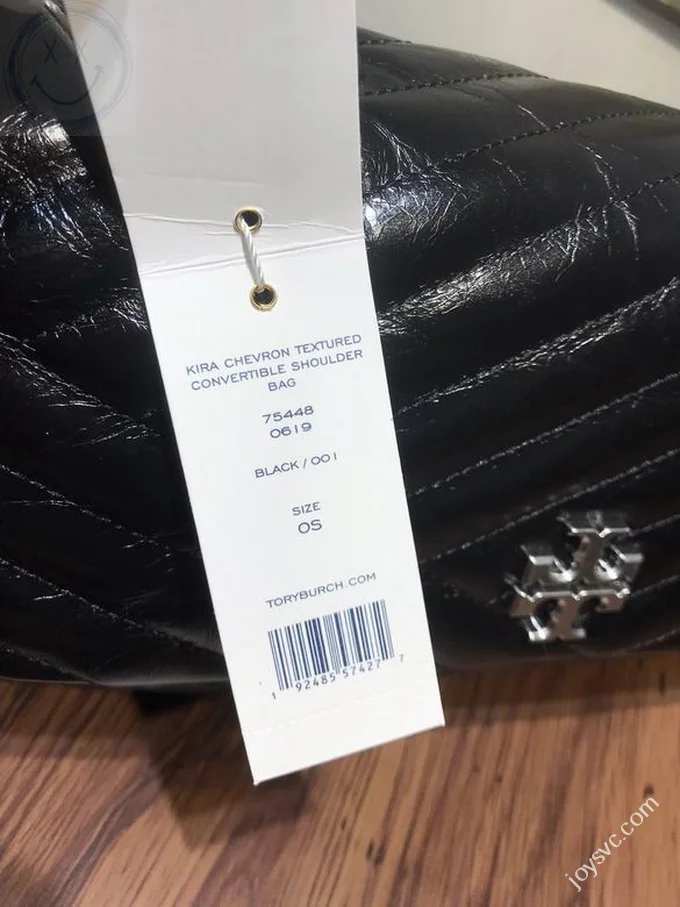 KIRA CHEVRON TEXTURED
CONVERTIBLE SHOULDER
BAG
75448
0619
BLACK / 001
SIZE
OS
TORYBURCH.COM
1 92485 57427 7
joysvc.com